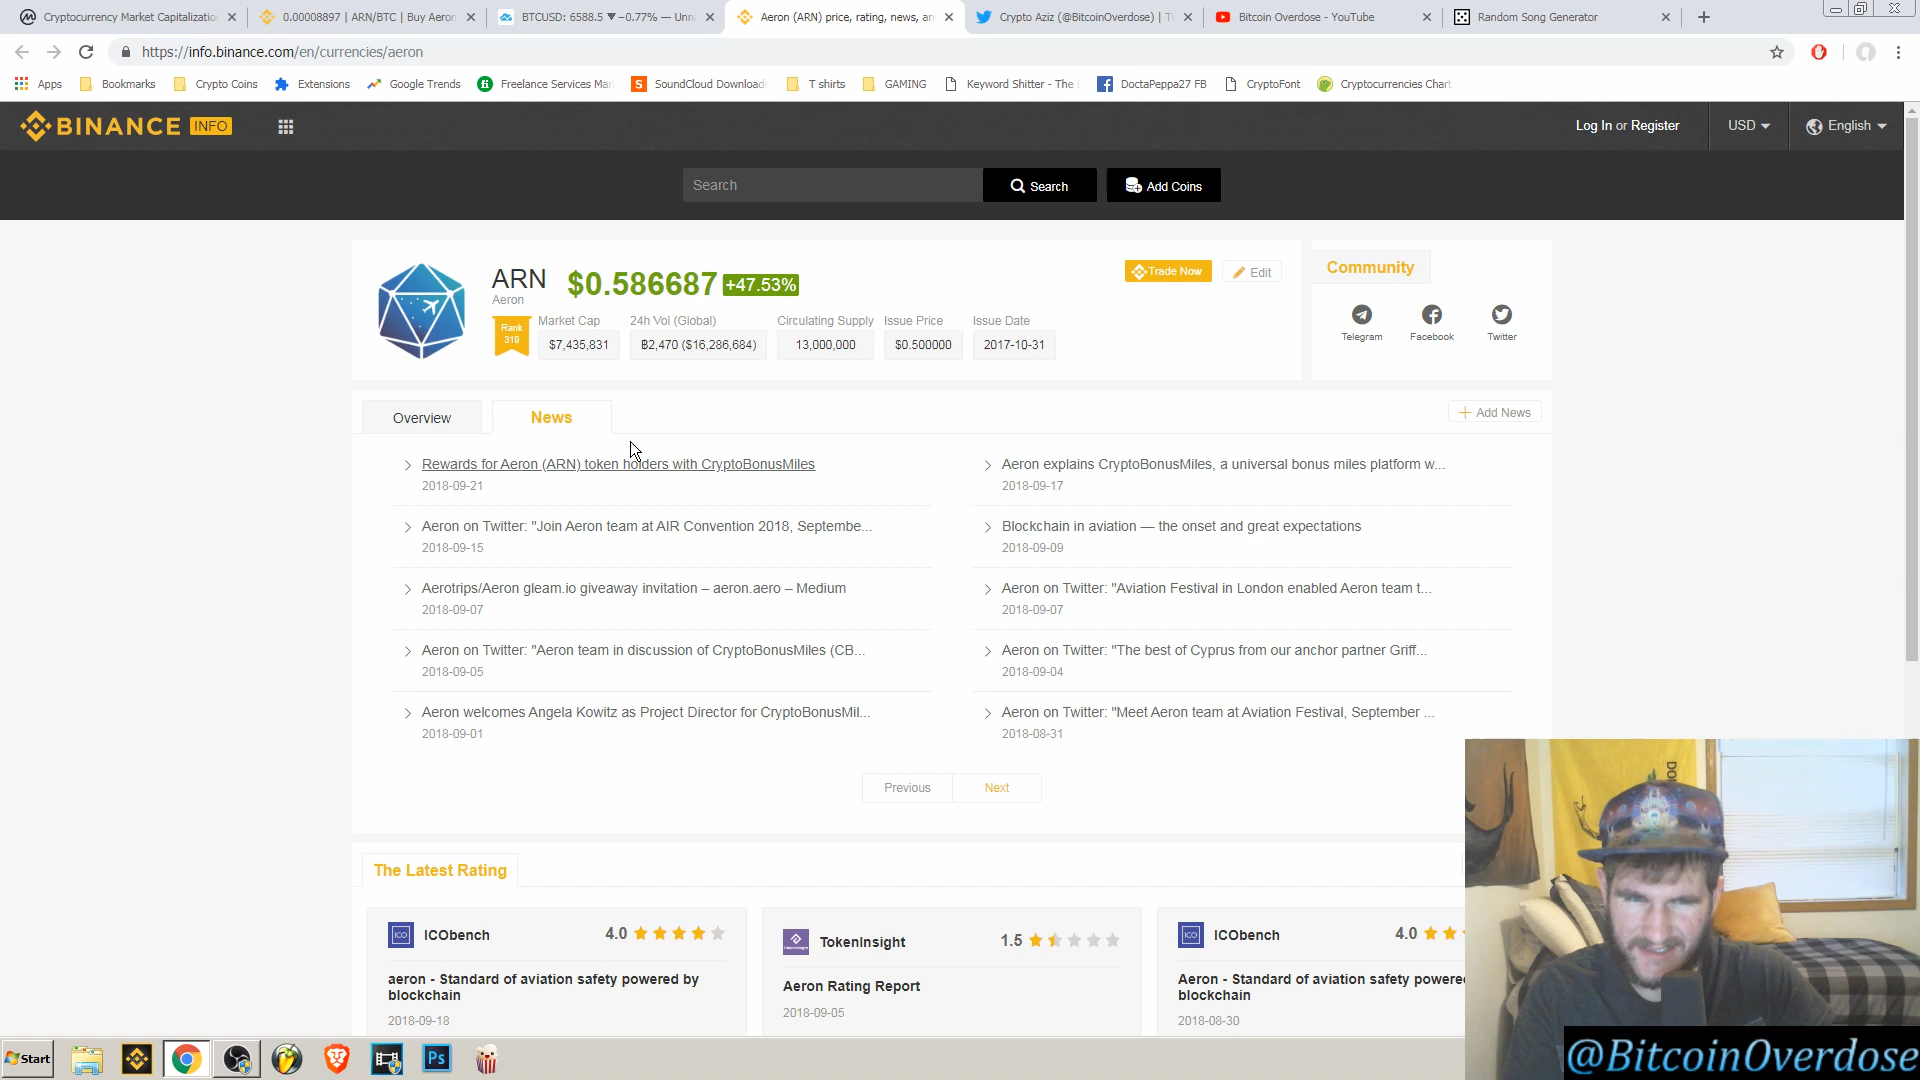 Cryptocurrency Market Capitalization
0.00008897 | ARN/BTC | Buy Aeron
BTCUSD: 6588.5 ▼−0.77% — Unna
Aeron (ARN) price, rating, news, an
Crypto Aziz (@BitcoinOverdose) | T
Bitcoin Overdose - YouTube
Random Song Generator
https://info.binance.com/en/currencies/aeron
Apps
Bookmarks
Crypto Coins
Extensions
Google Trends
Freelance Services Mar
SoundCloud Downloade
T shirts
GAMING
Keyword Shitter - The
DoctaPeppa27 FB
CryptoFont
Cryptocurrencies Chart
BINANCE INFO
Log In or Register
USD
English
Search
Search
Add Coins
ARN $0.586687 +47.53%
Aeron
Trade Now
Edit
Rank
319
Market Cap
$7,435,831
24h Vol (Global)
฿2,470 ($16,286,684)
Circulating Supply
13,000,000
Issue Price
$0.500000
Issue Date
2017-10-31
Community
Telegram
Facebook
Twitter
Overview
News
Add News
Rewards for Aeron (ARN) token holders with CryptoBonusMiles
2018-09-21
Aeron explains CryptoBonusMiles, a universal bonus miles platform w...
2018-09-17
Aeron on Twitter: "Join Aeron team at AIR Convention 2018, Septembe...
2018-09-15
Blockchain in aviation — the onset and great expectations
2018-09-09
Aerotrips/Aeron gleam.io giveaway invitation – aeron.aero – Medium
2018-09-07
Aeron on Twitter: "Aviation Festival in London enabled Aeron team t...
2018-09-07
Aeron on Twitter: "Aeron team in discussion of CryptoBonusMiles (CB...
2018-09-05
Aeron on Twitter: "The best of Cyprus from our anchor partner Griff...
2018-09-04
Aeron welcomes Angela Kowitz as Project Director for CryptoBonusMil...
2018-09-01
Aeron on Twitter: "Meet Aeron team at Aviation Festival, September ...
2018-08-31
Previous
Next
The Latest Rating
ICO
ICObench
4.0
aeron - Standard of aviation safety powered by
blockchain
2018-09-18
TokenInsight
1.5
Aeron Rating Report
2018-09-05
ICO
ICObench
4.0
Aeron - Standard of aviation safety powere
blockchain
2018-08-30
Start
Ps
@BitcoinOverdose